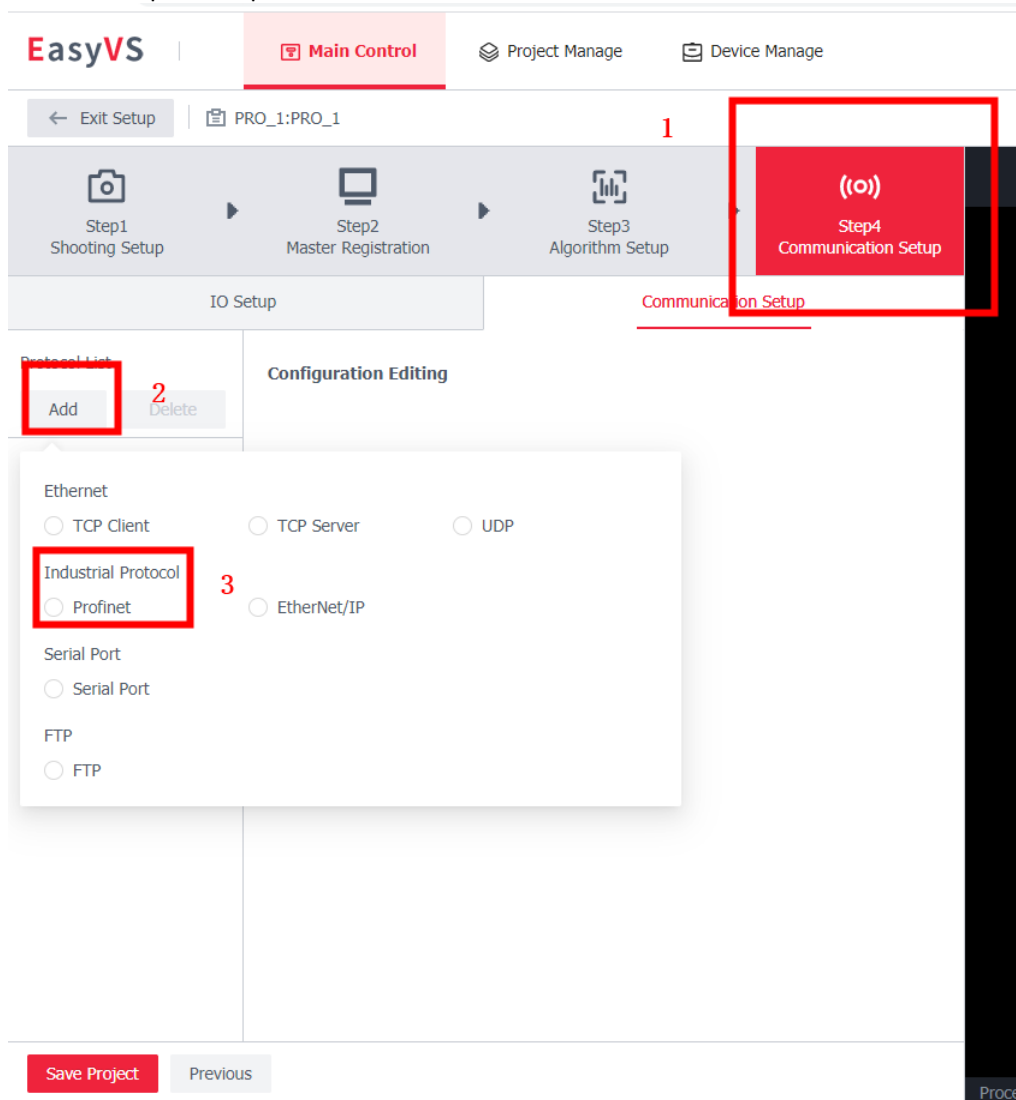 EasyVS
Main Control
Project Manage
Device Manage
Exit Setup
PRO_1:PRO_1
1
Step1
Shooting Setup
Step2
Master Registration
Step3
Algorithm Setup
Step4
Communication Setup
IO Setup
Communication Setup
Protocol List
Configuration Editing
2
Add
Delete
Ethernet
TCP Client
TCP Server
UDP
Industrial Protocol
3
Profinet
EtherNet/IP
Serial Port
Serial Port
FTP
FTP
Save Project
Previous